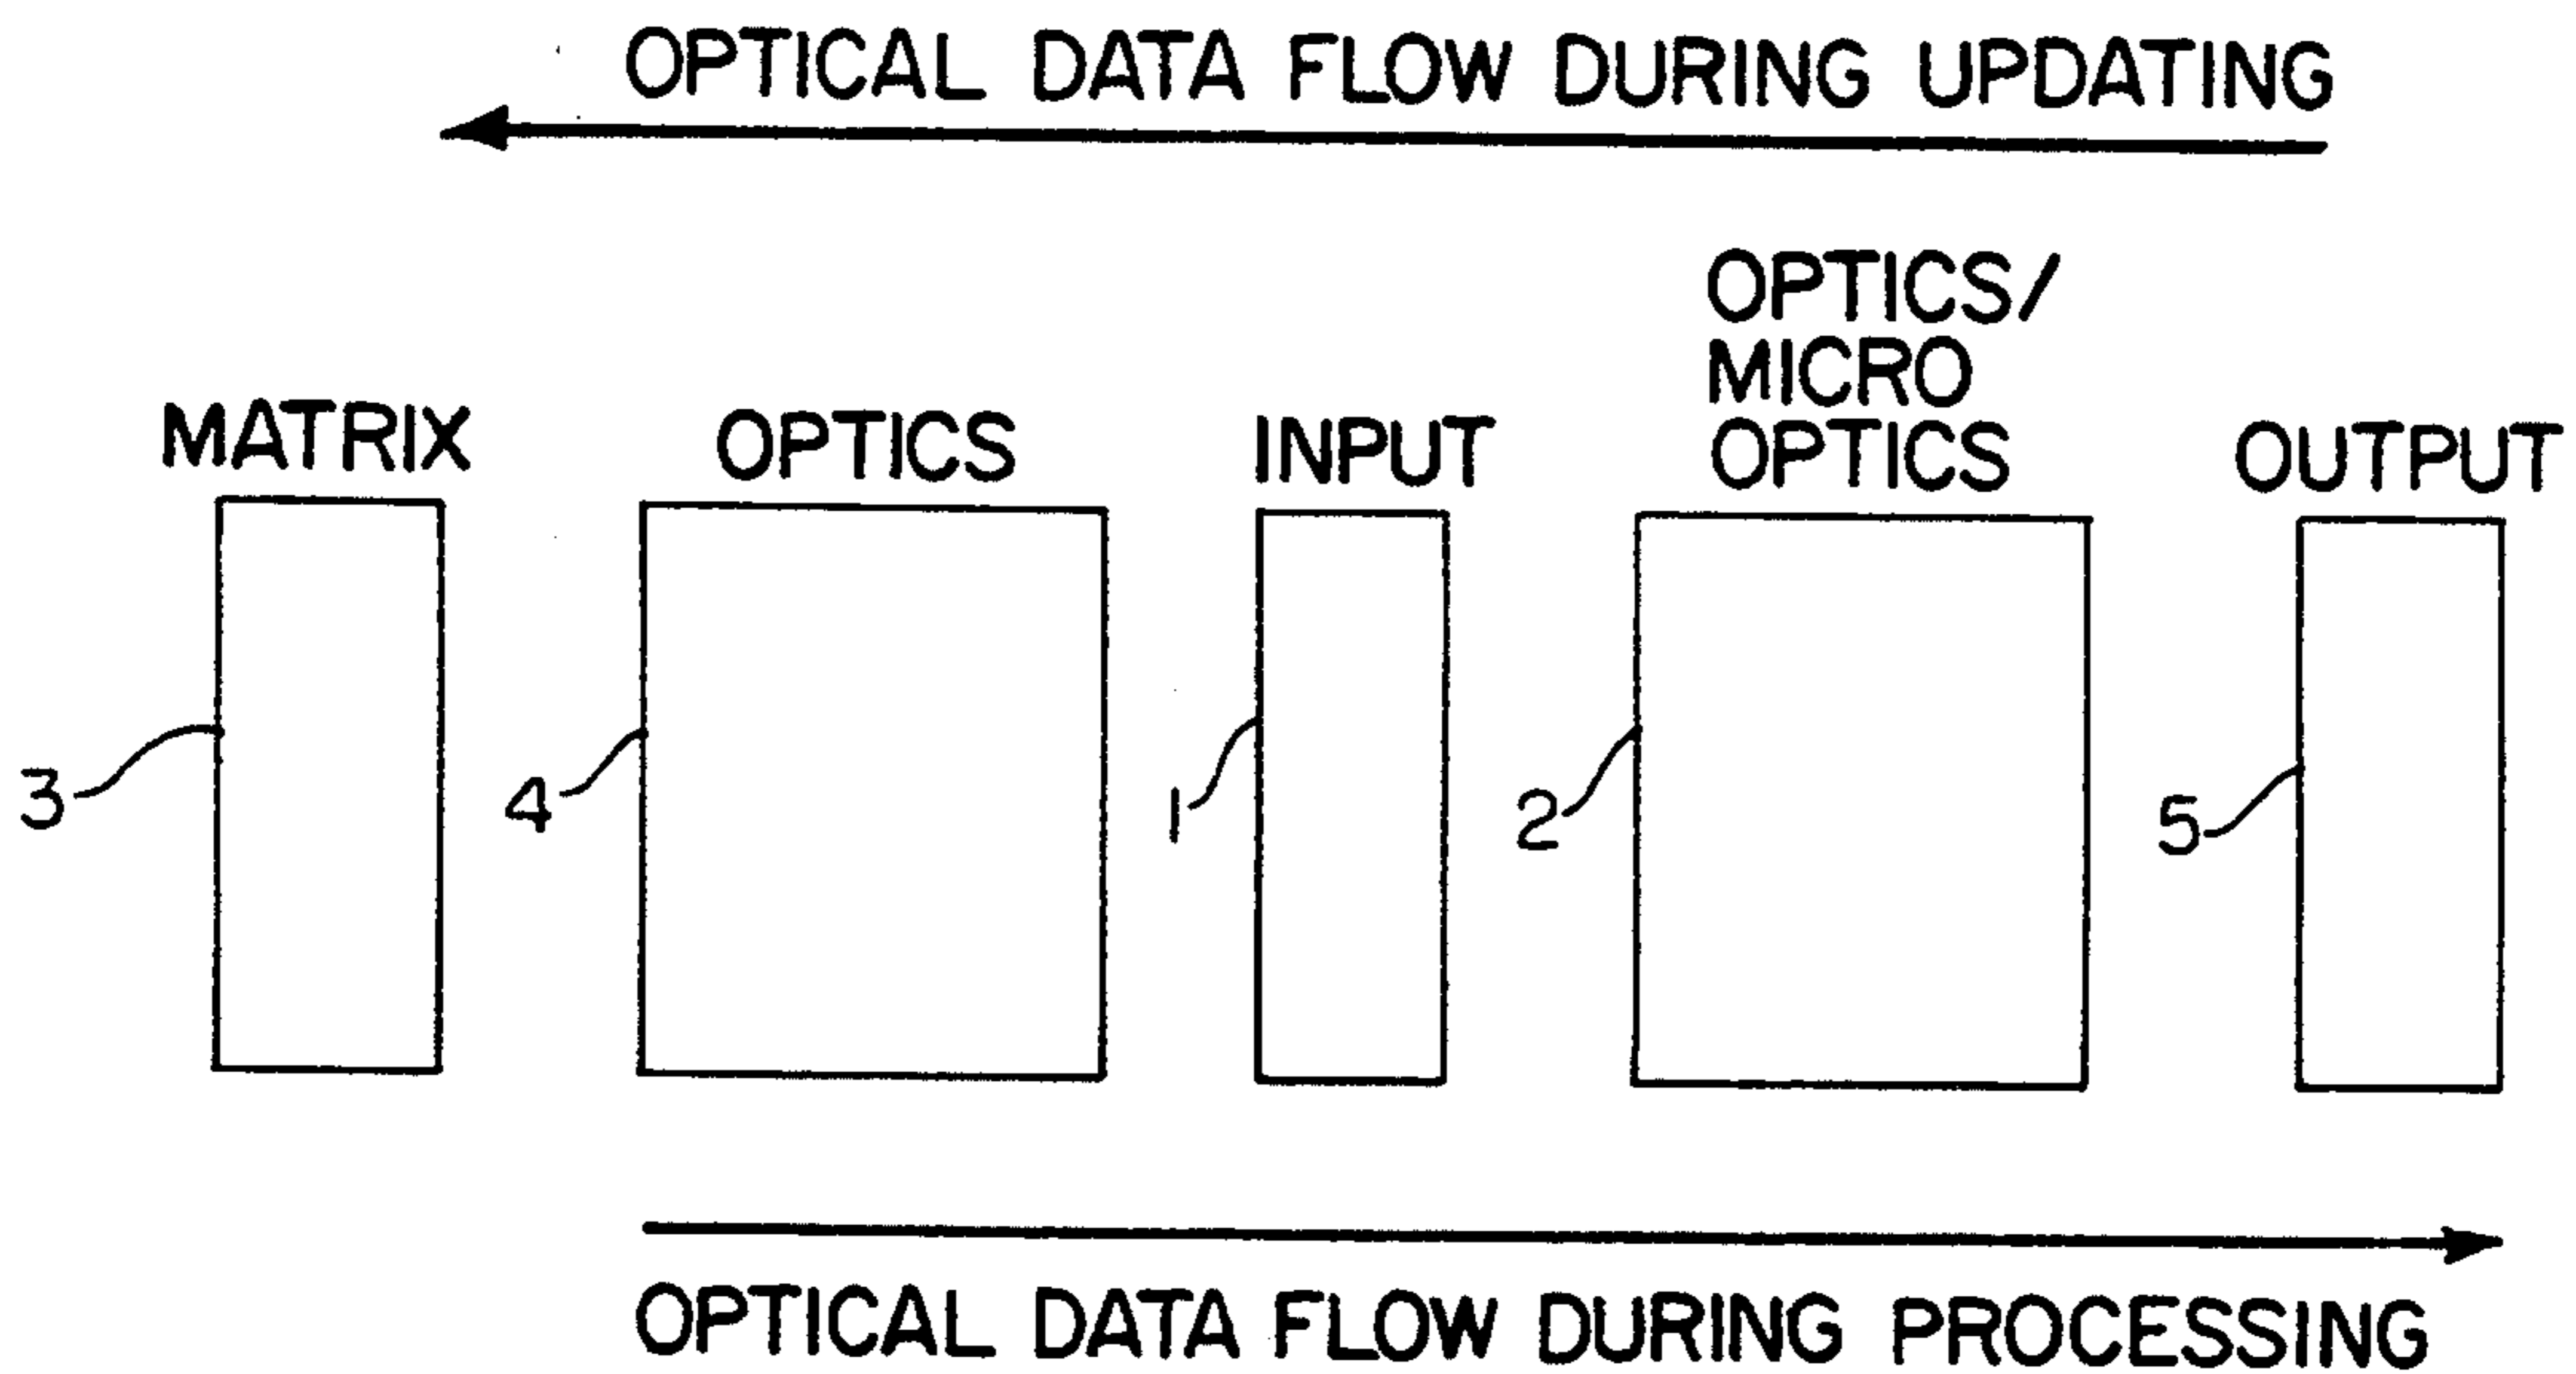 OPTICAL DATA FLOW DURING UPDATING
OPTICS/
MICRO
OPTICS
MATRIX
OPTICS
INPUT
OUTPUT
3
4
1
2
5
OPTICAL DATA FLOW DURING PROCESSING